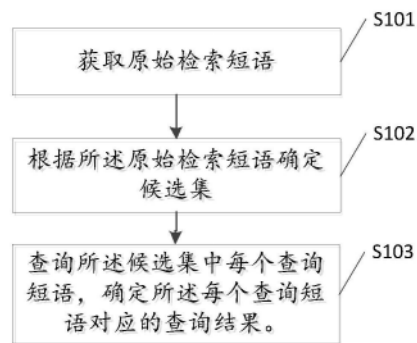 S101
获取原始检索短语
S102
根据所述原始检索短语确定
候选集
S103
查询所述候选集中每个查询
短语，确定所述每个查询短
语对应的查询结果。